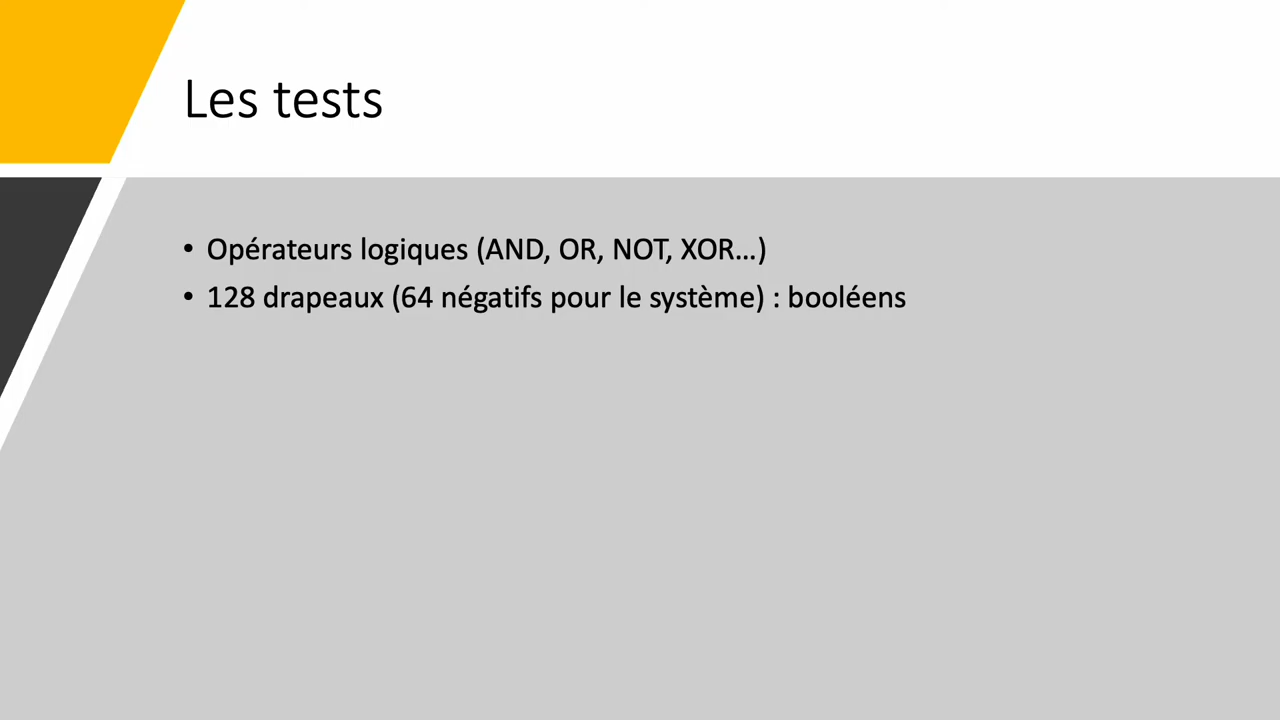 Les tests
• Opérateurs logiques (AND, OR, NOT, XOR…)
• 128 drapeaux (64 négatifs pour le système) : booléens